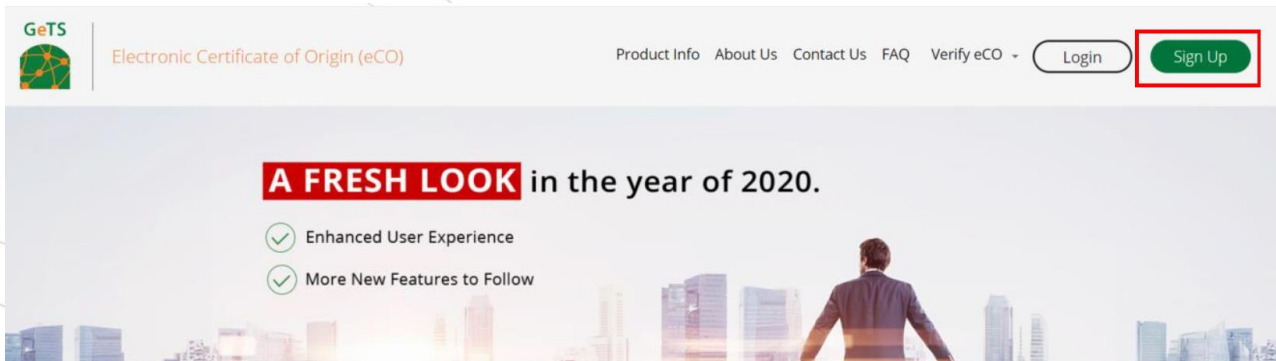 GeTS
Electronic Certificate of Origin (eCO)
Product Info About Us Contact Us FAQ Verify eCO Login Sign Up
A FRESH LOOK in the year of 2020.
Enhanced User Experience
More New Features to Follow